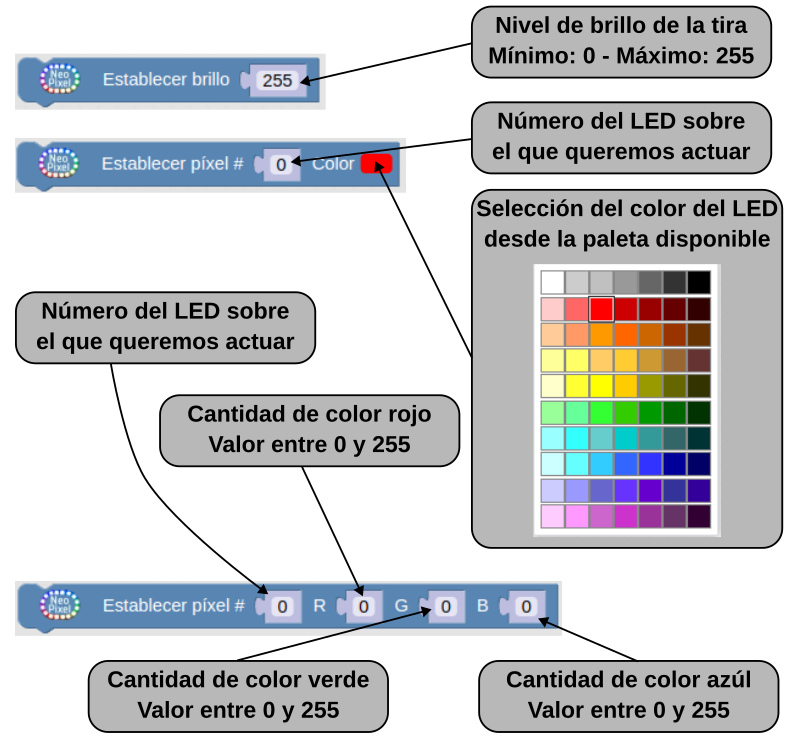 Nivel de brillo de la tira
Mínimo: 0 - Máximo: 255
Neo
Pixel
Establecer brillo 255
Número del LED sobre
el que queremos actuar
Neo
Pixel
Establecer píxel # 0 Color
Selección del color del LED
desde la paleta disponible
Número del LED sobre
el que queremos actuar
Cantidad de color rojo
Valor entre 0 y 255
Neo
Pixel
Establecer píxel # 0 R 0 G 0 B 0
Cantidad de color verde
Valor entre 0 y 255
Cantidad de color azúl
Valor entre 0 y 255